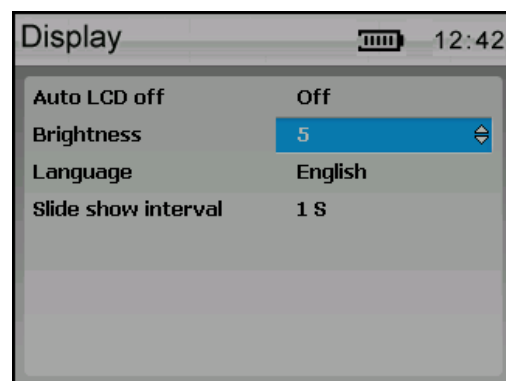 Display 12:42
Auto LCD off Off
Brightness 5
Language English
Slide show interval 1 S